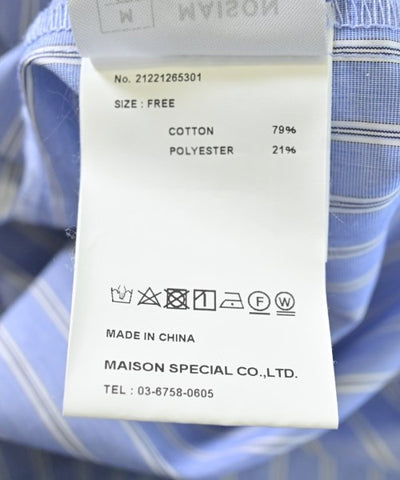 MAISON
M
No. 21221265301
SIZE : FREE
COTTON 79%
POLYESTER 21%
F W
MADE IN CHINA
MAISON SPECIAL CO.,LTD.
TEL : 03-6758-0605